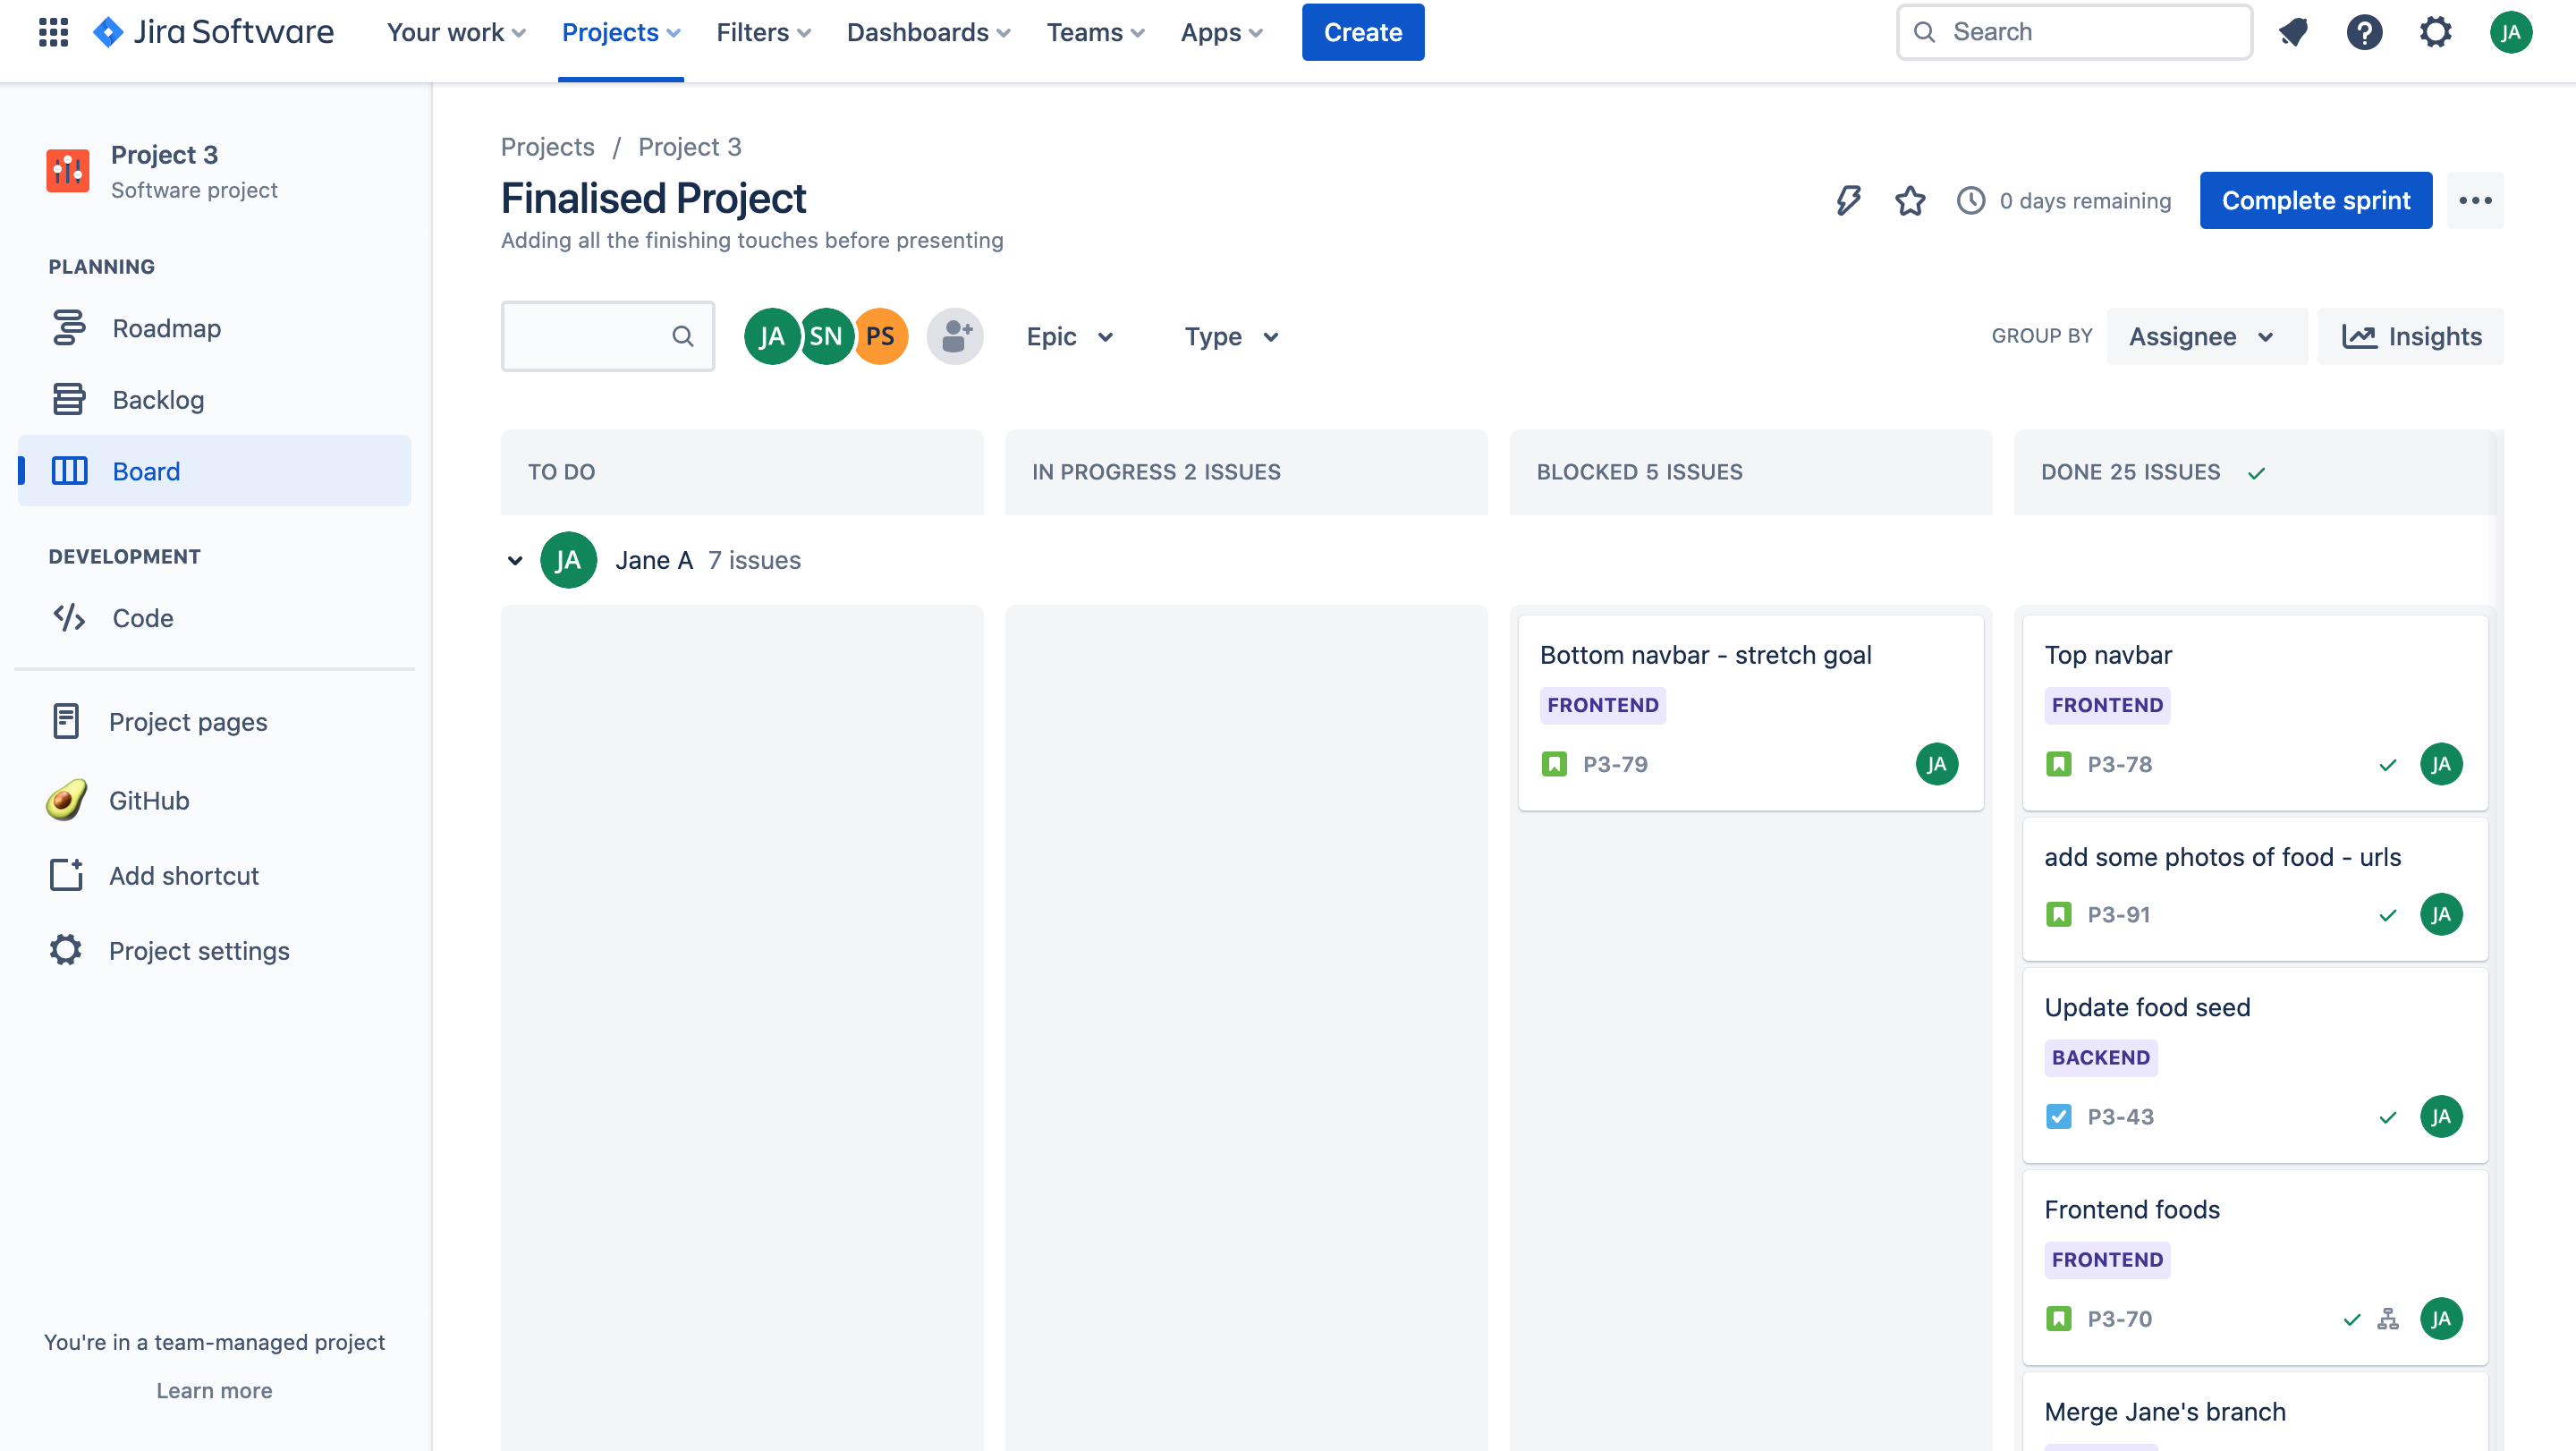 Jira Software
Your work
Projects
Filters
Dashboards
Teams
Apps
Create
Search
JA
Project 3
Software project
PLANNING
Roadmap
Backlog
Board
DEVELOPMENT
Code
Project pages
GitHub
Add shortcut
Project settings
You're in a team-managed project
Learn more
Projects / Project 3
Finalised Project
Adding all the finishing touches before presenting
0 days remaining
Complete sprint
JA SN PS
Epic
Type
GROUP BY
Assignee
Insights
TO DO
IN PROGRESS 2 ISSUES
BLOCKED 5 ISSUES
DONE 25 ISSUES
JA Jane A 7 issues
Bottom navbar - stretch goal
FRONTEND
P3-79
JA
Top navbar
FRONTEND
P3-78
JA
add some photos of food - urls
P3-91
JA
Update food seed
BACKEND
P3-43
JA
Frontend foods
FRONTEND
P3-70
JA
Merge Jane's branch